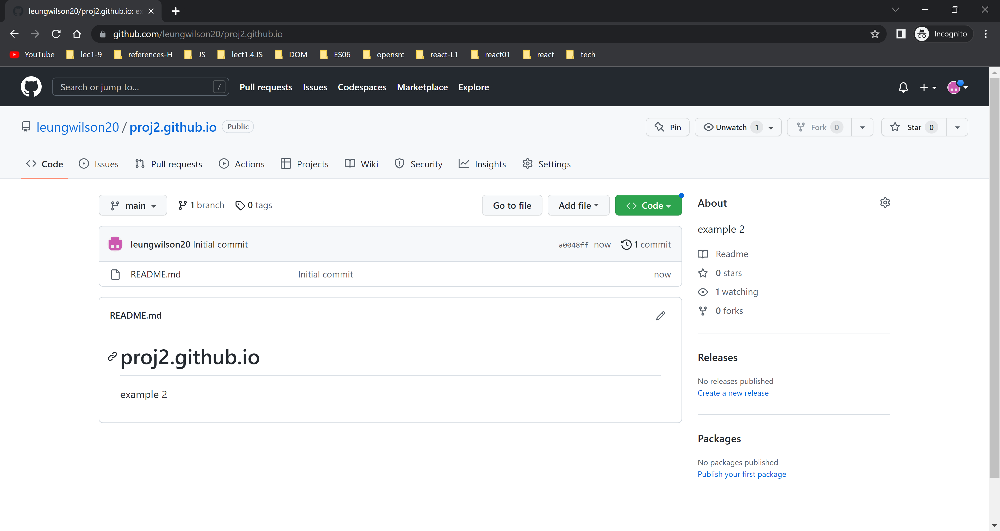 leungwilson20/proj2.github.io: ex
github.com/leungwilson20/proj2.github.io
Incognito
YouTube lec1-9 references-H JS lect1.4.JS DOM ES06 opensrc react-L1 react01 react tech
Search or jump to... / Pull requests Issues Codespaces Marketplace Explore
leungwilson20 / proj2.github.io Public
Pin Unwatch 1 Fork 0 Star 0
Code Issues Pull requests Actions Projects Wiki Security Insights Settings
main 1 branch 0 tags Go to file Add file Code
leungwilson20 Initial commit a0048ff now 1 commit
README.md Initial commit now
README.md
proj2.github.io
example 2
About
example 2
Readme
0 stars
1 watching
0 forks
Releases
No releases published
Create a new release
Packages
No packages published
Publish your first package